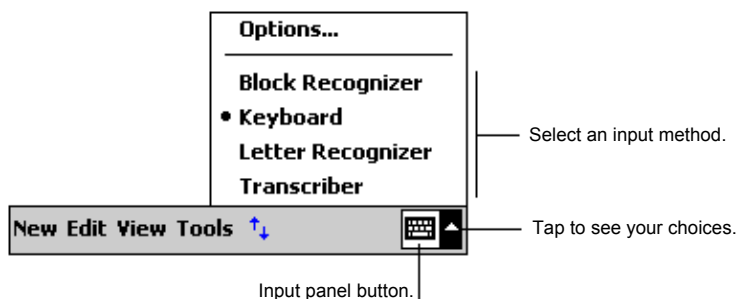 Options...
Block Recognizer
Keyboard
Letter Recognizer
Transcriber
Select an input method.
New Edit View Tools
Tap to see your choices.
Input panel button.